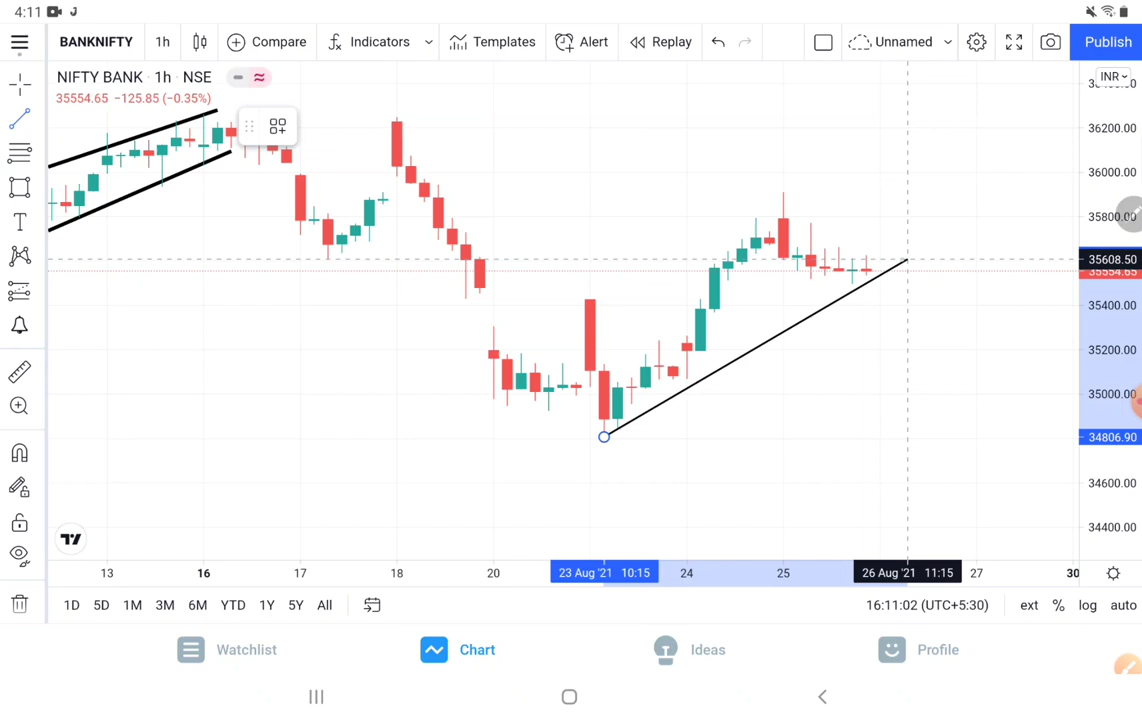 4:11
BANKNIFTY 1h Compare Indicators Templates Alert Replay Unnamed Publish
NIFTY BANK · 1h · NSE
INR
35554.65 −125.85 (−0.35%)
36200.00
36000.00
35800.00
35608.50
35554.65
35400.00
35200.00
35000.00
34806.90
34600.00
34400.00
13 16 17 18 20 23 Aug '21 10:15 24 25 26 Aug '21 11:15 27 30
1D 5D 1M 3M 6M YTD 1Y 5Y All 16:11:02 (UTC+5:30) ext % log auto
Watchlist Chart Ideas Profile